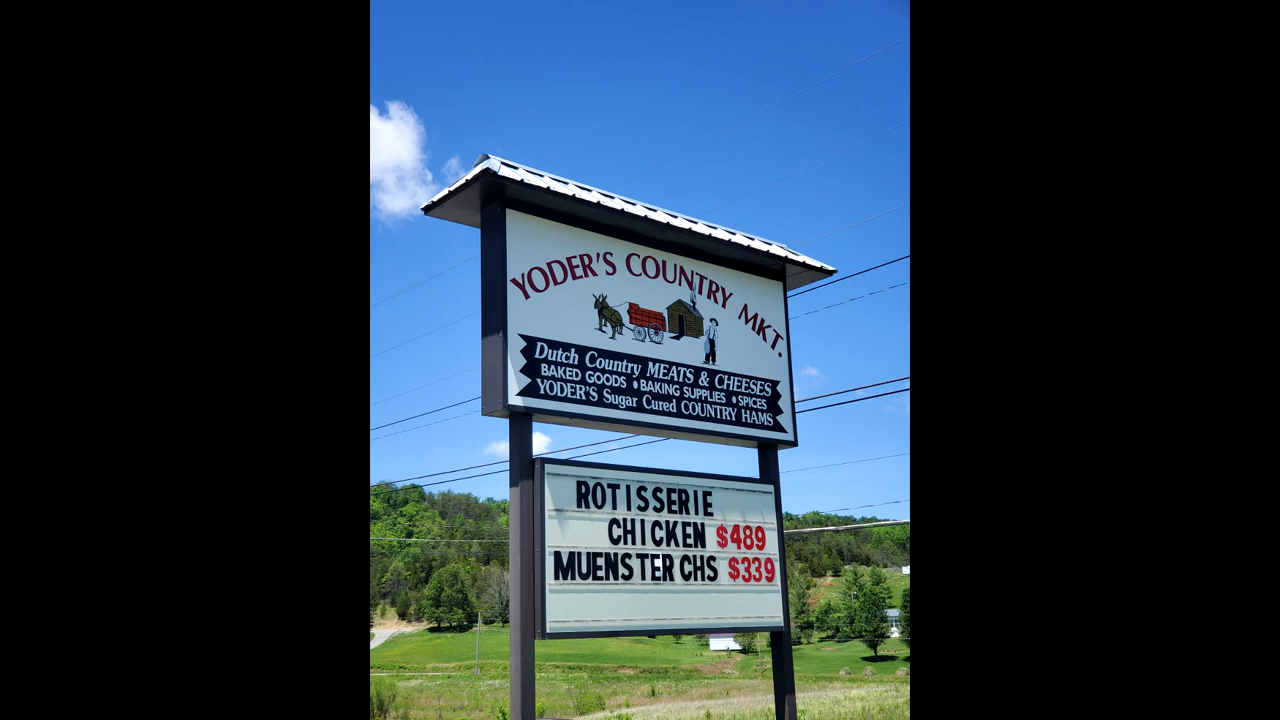 YODER'S COUNTRY MKT.
Dutch Country MEATS & CHEESES
BAKED GOODS • BAKING SUPPLIES • SPICES
YODER'S Sugar Cured COUNTRY HAMS
ROTISSERIE
CHICKEN $489
MUENSTER CHS $339